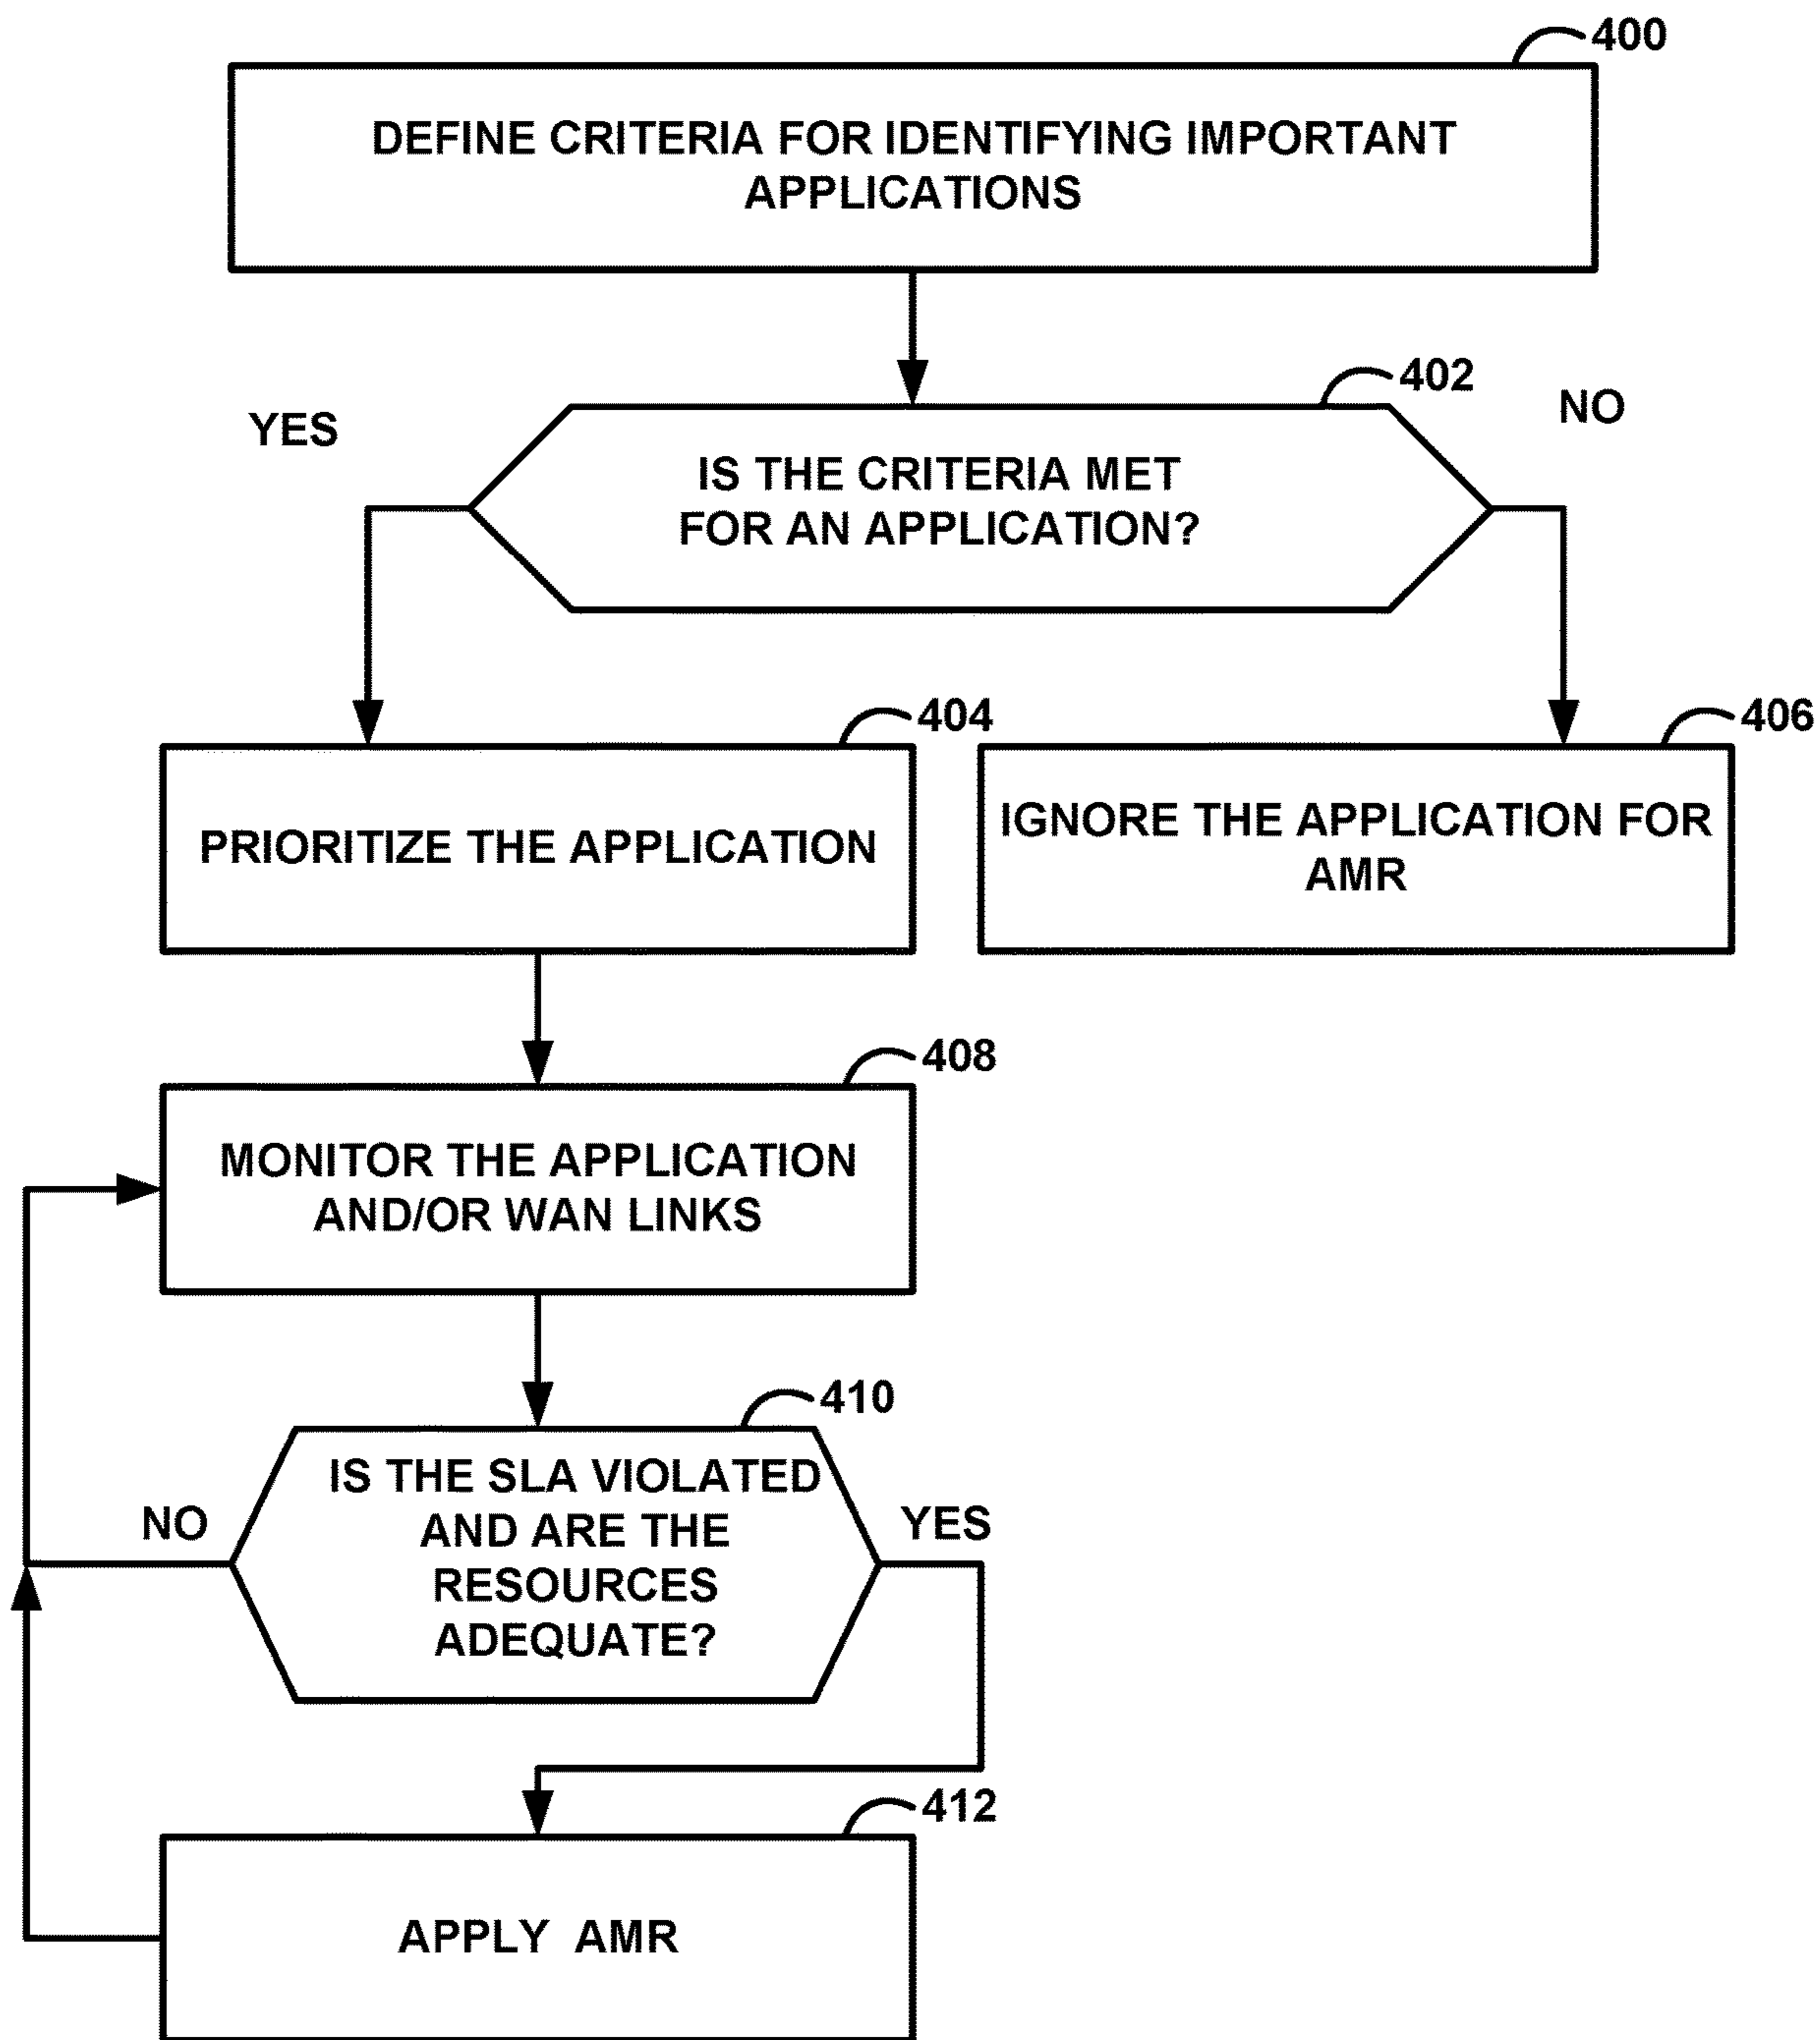 400
DEFINE CRITERIA FOR IDENTIFYING IMPORTANT
APPLICATIONS
402
YES
NO
IS THE CRITERIA MET
FOR AN APPLICATION?
404
406
PRIORITIZE THE APPLICATION
IGNORE THE APPLICATION FOR
AMR
408
MONITOR THE APPLICATION
AND/OR WAN LINKS
410
NO
IS THE SLA VIOLATED
AND ARE THE
RESOURCES
ADEQUATE?
YES
412
APPLY AMR